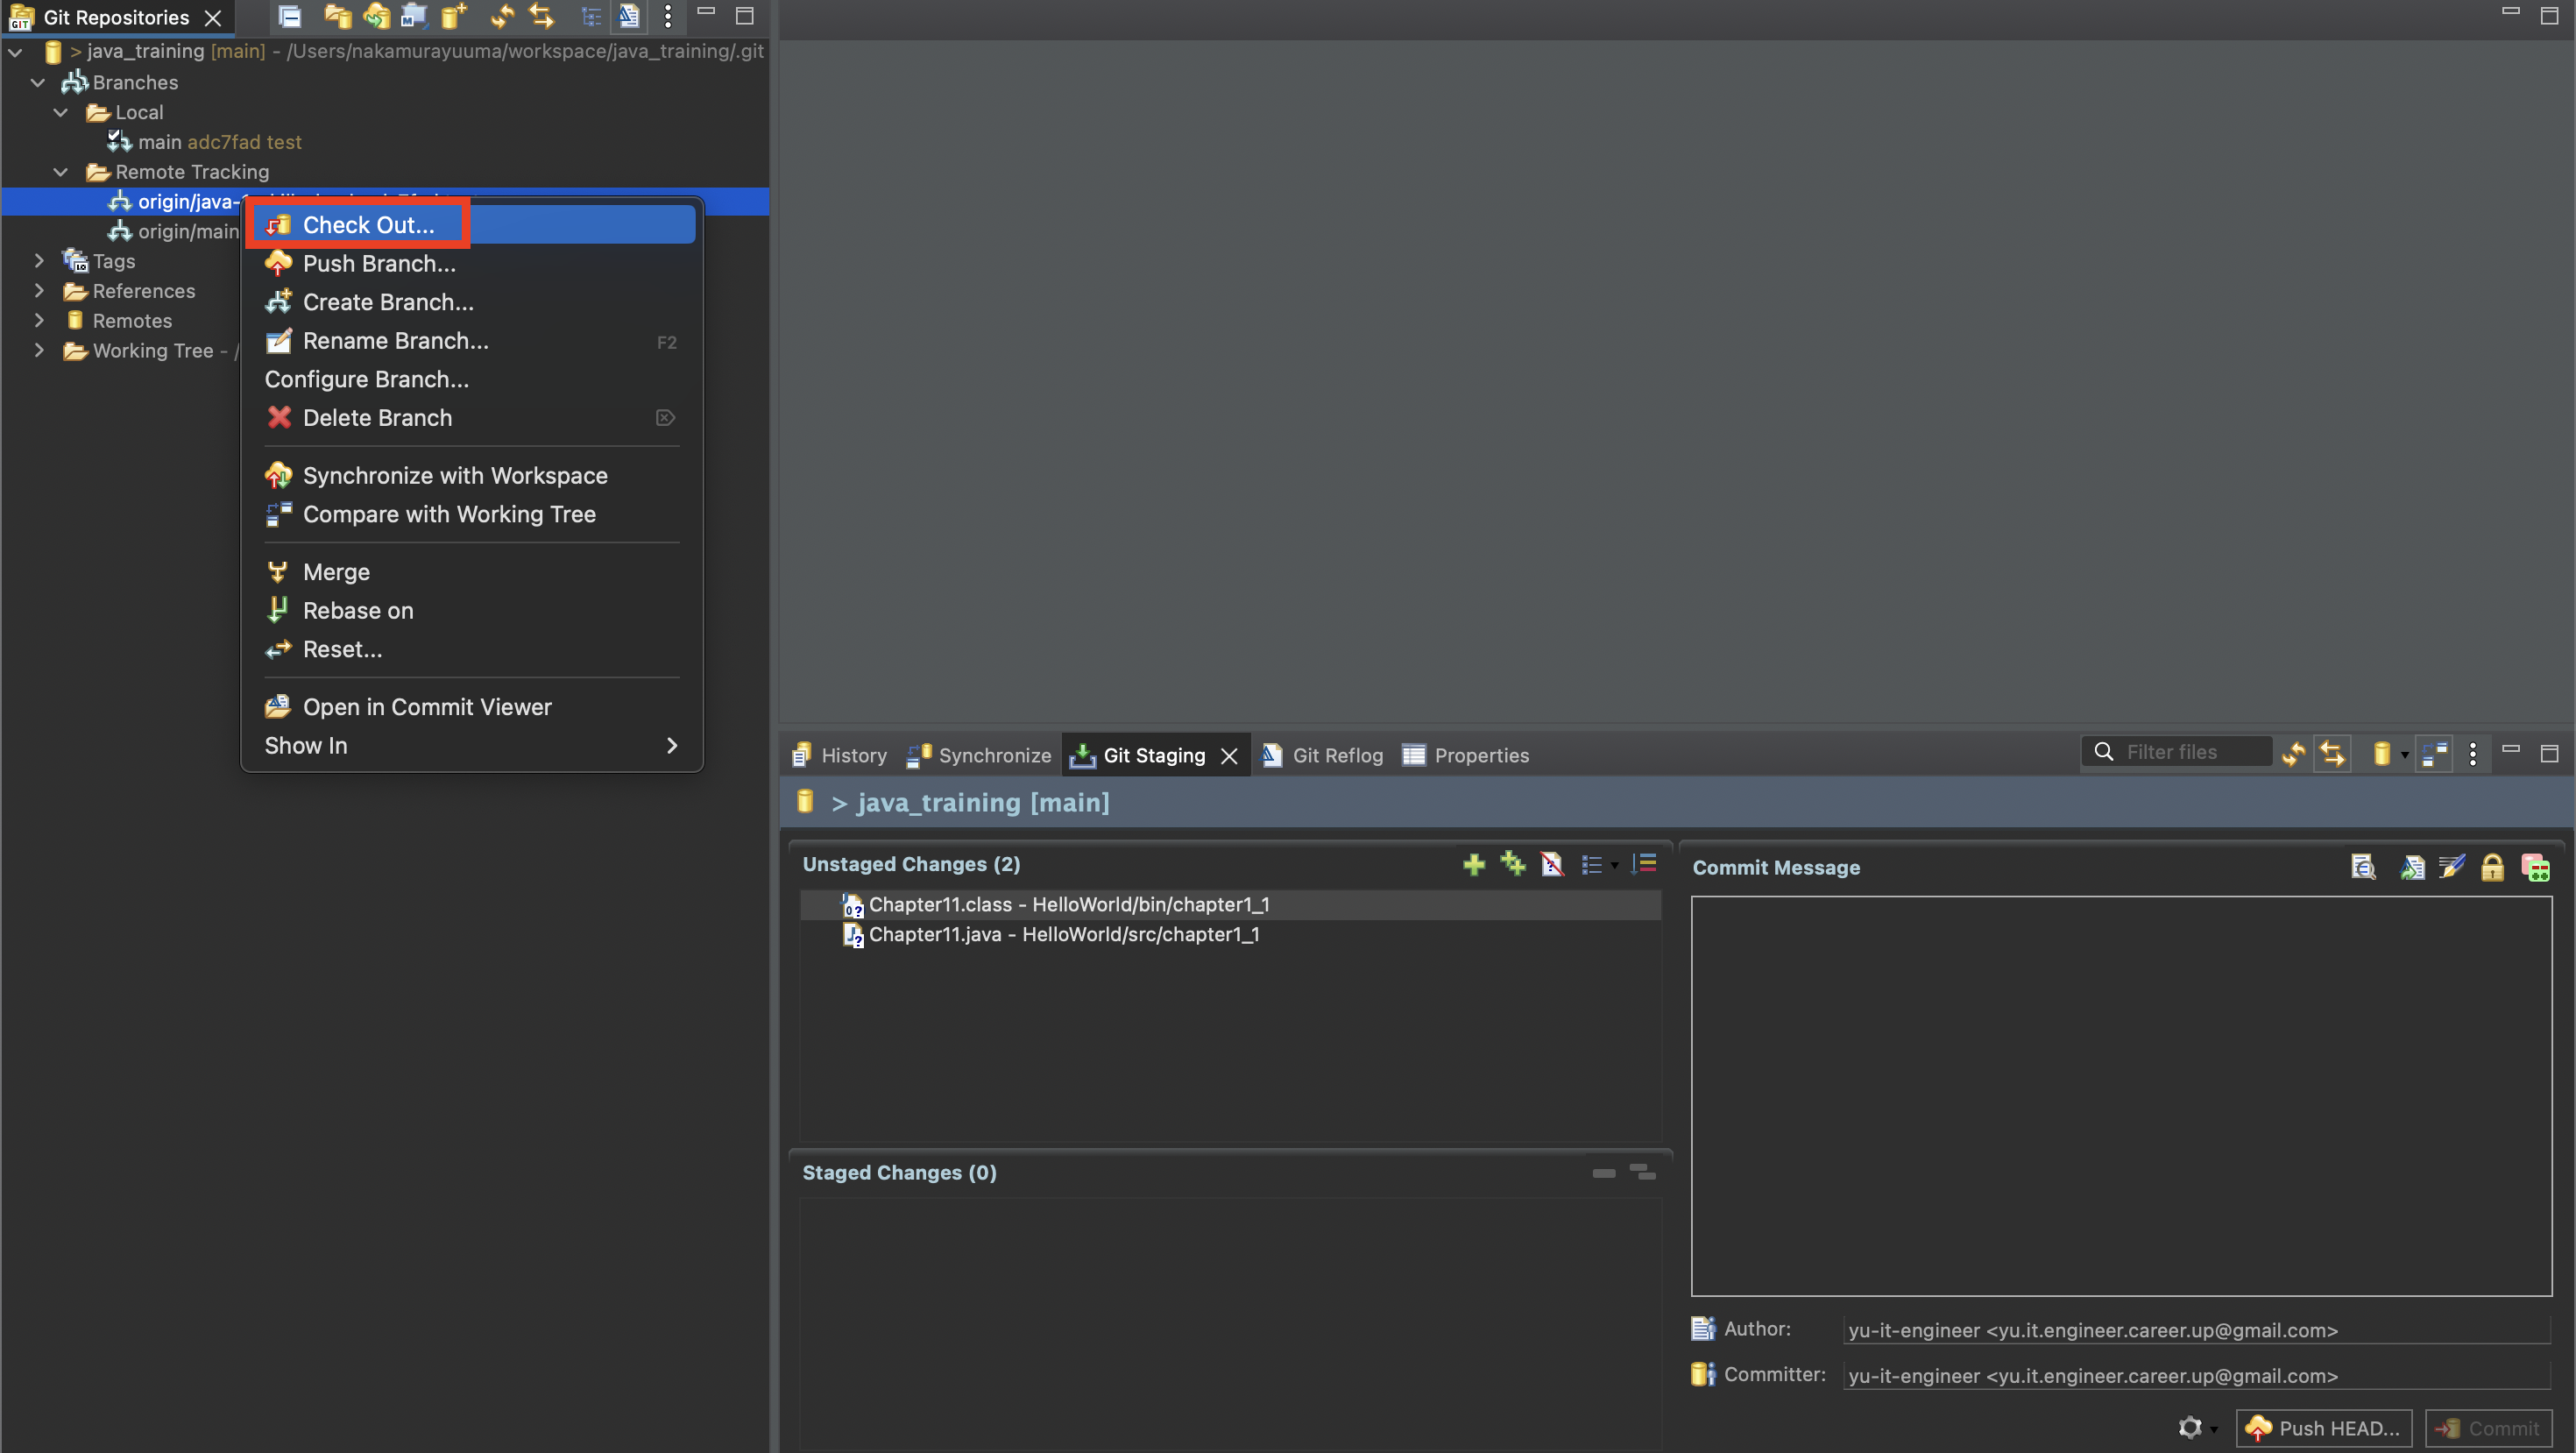 Git Repositories
> java_training [main] - /Users/nakamurayuuma/workspace/java_training/.git
Branches
Local
main adc7fad test
Remote Tracking
origin/java-
origin/main
Tags
References
Remotes
Working Tree - /
Check Out...
Push Branch...
Create Branch...
Rename Branch... F2
Configure Branch...
Delete Branch
Synchronize with Workspace
Compare with Working Tree
Merge
Rebase on
Reset...
Open in Commit Viewer
Show In
History
Synchronize
Git Staging
Git Reflog
Properties
Filter files
> java_training [main]
Unstaged Changes (2)
Chapter11.class - HelloWorld/bin/chapter1_1
Chapter11.java - HelloWorld/src/chapter1_1
Staged Changes (0)
Commit Message
Author: yu-it-engineer <yu.it.engineer.career.up@gmail.com>
Committer: yu-it-engineer <yu.it.engineer.career.up@gmail.com>
Push HEAD...
Commit